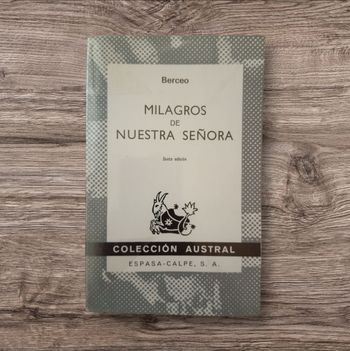 Berceo
MILAGROS
DE
NUESTRA SEÑORA
Sexta edición
COLECCIÓN AUSTRAL
ESPASA-CALPE, S. A.